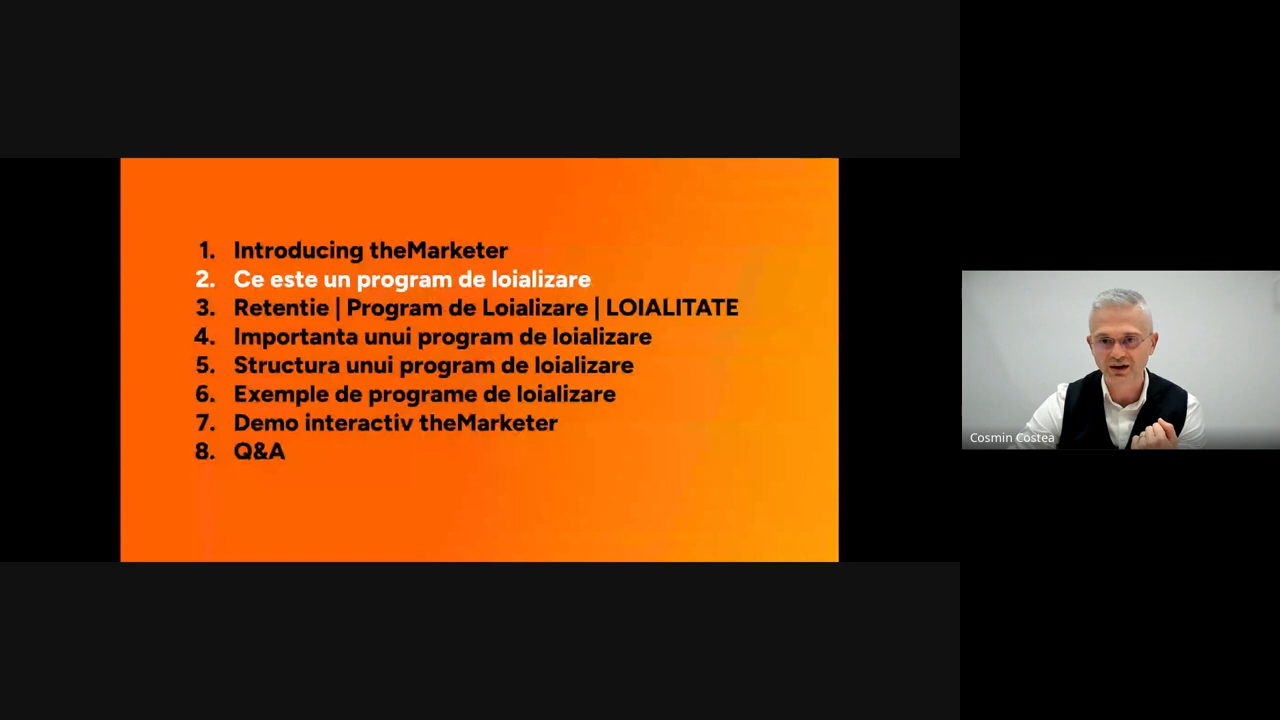 1. Introducing theMarketer
2. Ce este un program de loializare
3. Retentie | Program de Loializare | LOIALITATE
4. Importanta unui program de loializare
5. Structura unui program de loializare
6. Exemple de programe de loializare
7. Demo interactiv theMarketer
8. Q&A
Cosmin Costea